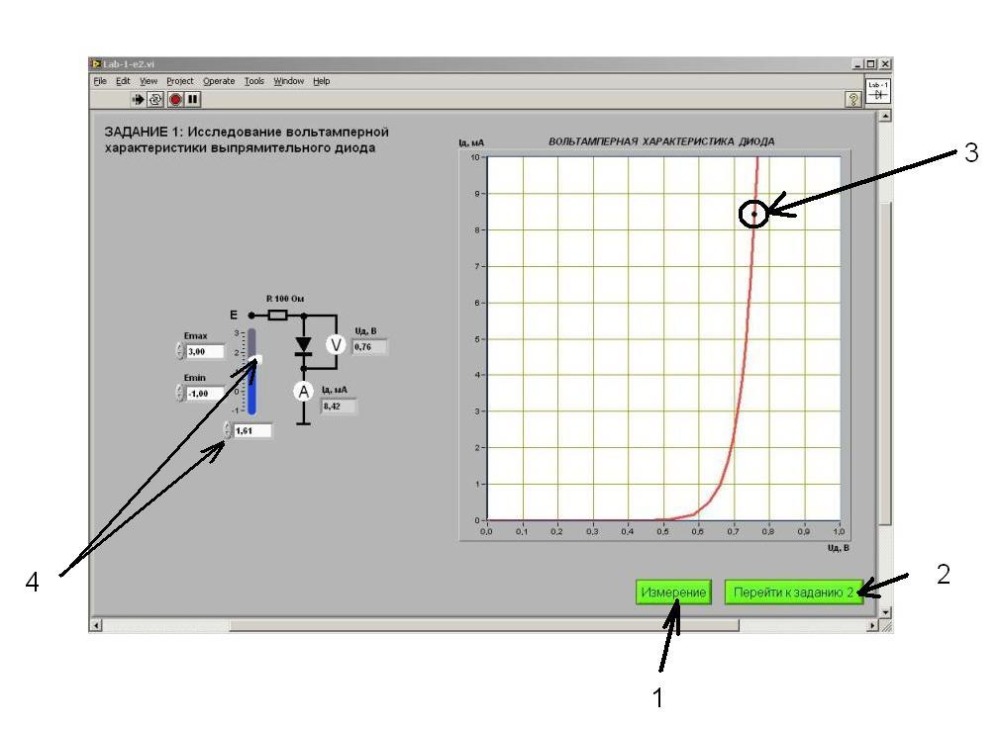 Lab-1-e2.vi
File Edit View Project Operate Tools Window Help
Lab - 1
ЗАДАНИЕ 1: Исследование вольтамперной
характеристики выпрямительного диода
Iд, мА
ВОЛЬТАМПЕРНАЯ ХАРАКТЕРИСТИКА ДИОДА
10
9
8
7
6
5
4
3
2
1
0
0,0 0,1 0,2 0,3 0,4 0,5 0,6 0,7 0,8 0,9 1,0
Uд, В
R 100 Ом
E
Emax
3,00
Emin
-1,00
3
2
0
-1
1,61
V
Uд, В
0,76
A
Iд, мА
8,42
Измерение
Перейти к заданию 2
1
2
3
4